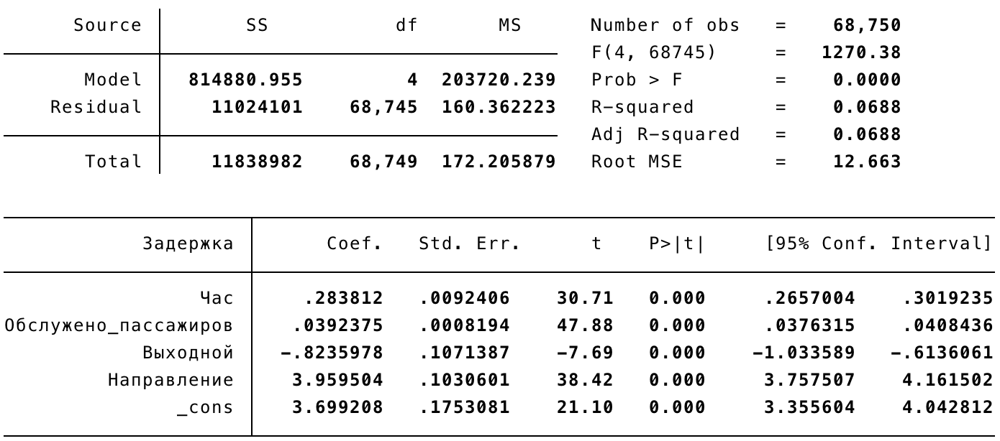 Source SS df MS Number of obs = 68,750
F(4, 68745) = 1270.38
Model 814880.955 4 203720.239 Prob > F = 0.0000
Residual 11024101 68,745 160.362223 R-squared = 0.0688
Adj R-squared = 0.0688
Total 11838982 68,749 172.205879 Root MSE = 12.663
Задержка Coef. Std. Err. t P>|t| [95% Conf. Interval]
Час .283812 .0092406 30.71 0.000 .2657004 .3019235
Обслужено_пассажиров .0392375 .0008194 47.88 0.000 .0376315 .0408436
Выходной -.8235978 .1071387 -7.69 0.000 -1.033589 -.6136061
Направление 3.959504 .1030601 38.42 0.000 3.757507 4.161502
_cons 3.699208 .1753081 21.10 0.000 3.355604 4.042812